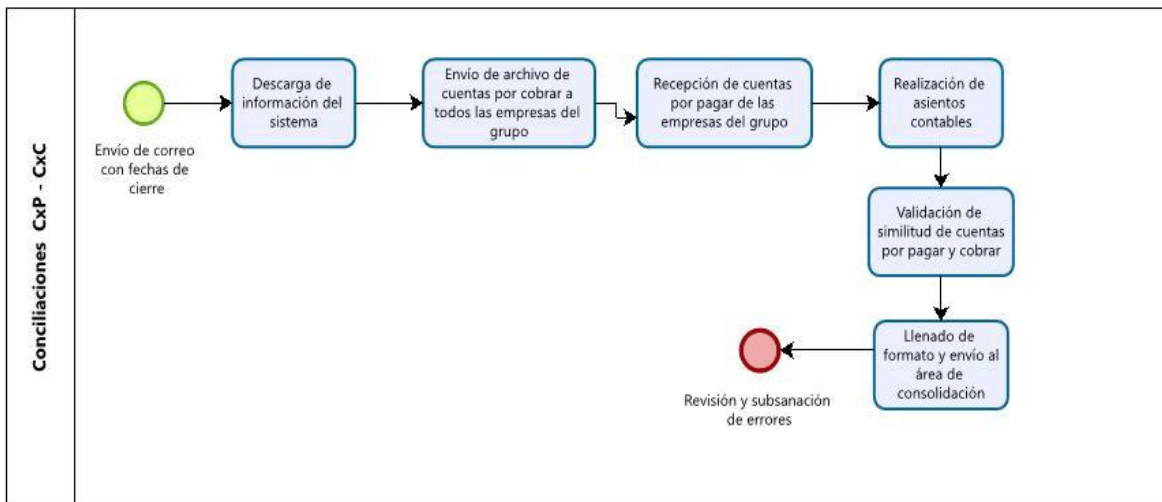 Conciliaciones CxP - CxC
Envío de correo
con fechas de
cierre
Descarga de
información del
sistema
Envío de archivo de
cuentas por cobrar a
todos las empresas del
grupo
Recepción de cuentas
por pagar de las
empresas del grupo
Realización de
asientos
contables
Validación de
similitud de cuentas
por pagar y cobrar
Llenado de
formato y envío al
área de
consolidación
Revisión y subsanación
de errores